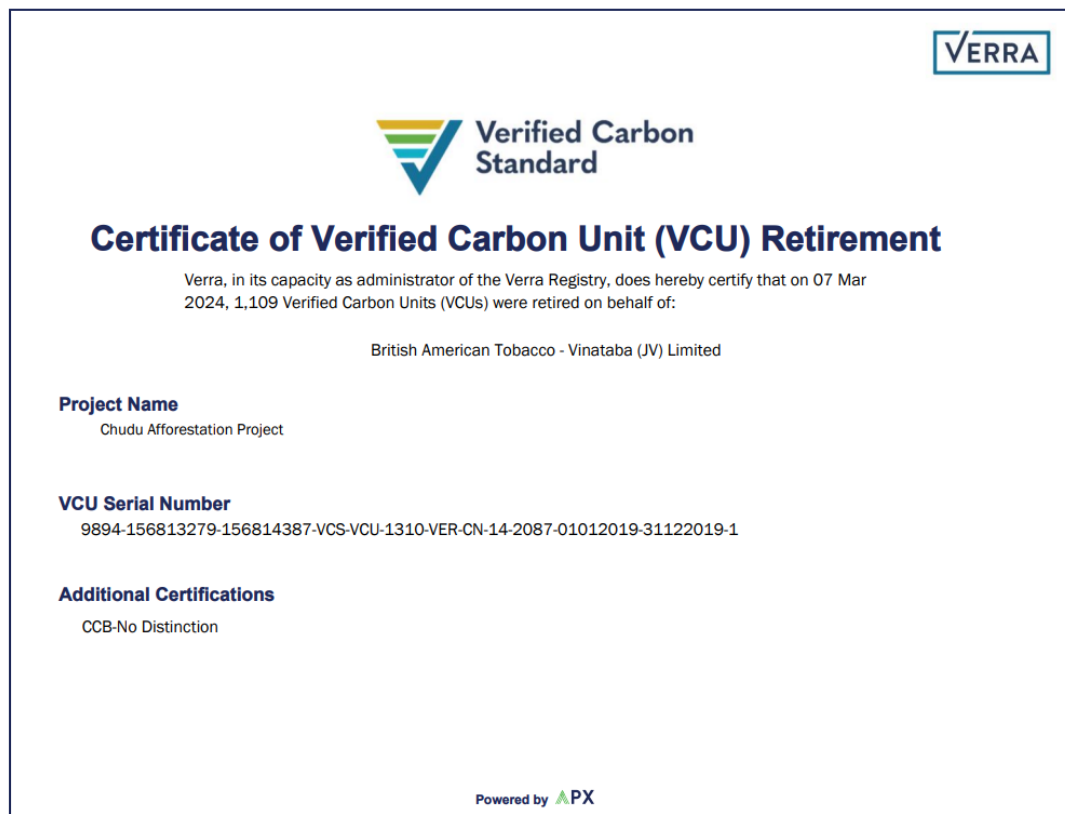 VERRA
Verified Carbon
Standard
Certificate of Verified Carbon Unit (VCU) Retirement
Verra, in its capacity as administrator of the Verra Registry, does hereby certify that on 07 Mar
2024, 1,109 Verified Carbon Units (VCUs) were retired on behalf of:
British American Tobacco - Vinataba (JV) Limited
Project Name
Chudu Afforestation Project
VCU Serial Number
9894-156813279-156814387-VCS-VCU-1310-VER-CN-14-2087-01012019-31122019-1
Additional Certifications
CCB-No Distinction
Powered by APX